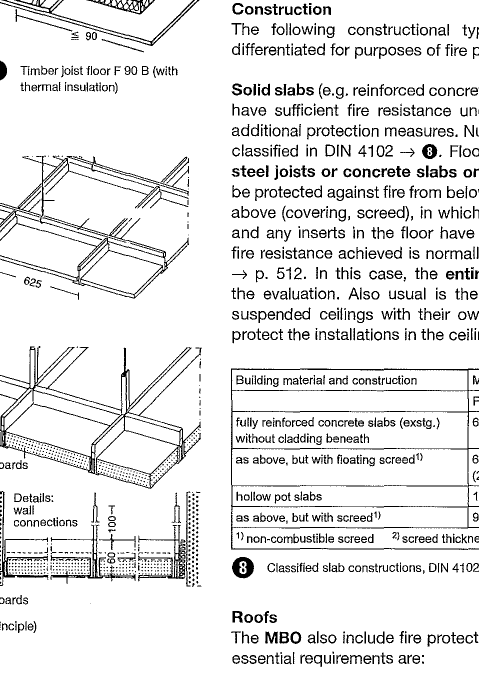 ≦ 90
Timber joist floor F 90 B (with
thermal insulation)
625
oards
Details:
wall
connections
100
60
oards
nciple)
Construction
The following constructional typ
differentiated for purposes of fire p
Solid slabs (e.g. reinforced concre
have sufficient fire resistance un
additional protection measures. Nu
classified in DIN 4102 → 8. Floo
steel joists or concrete slabs on
be protected against fire from belo
above (covering, screed), in which
and any inserts in the floor have
fire resistance achieved is normall
→ p. 512. In this case, the entir
the evaluation. Also usual is the
suspended ceilings with their ow
protect the installations in the ceilin
Building material and construction M
F
fully reinforced concrete slabs (exstg.) 6
without cladding beneath
as above, but with floating screed1) 6
(2
hollow pot slabs 1
as above, but with screed1) 9
1) non-combustible screed 2) screed thickne
8 Classified slab constructions, DIN 4102
Roofs
The MBO also include fire protect
essential requirements are: